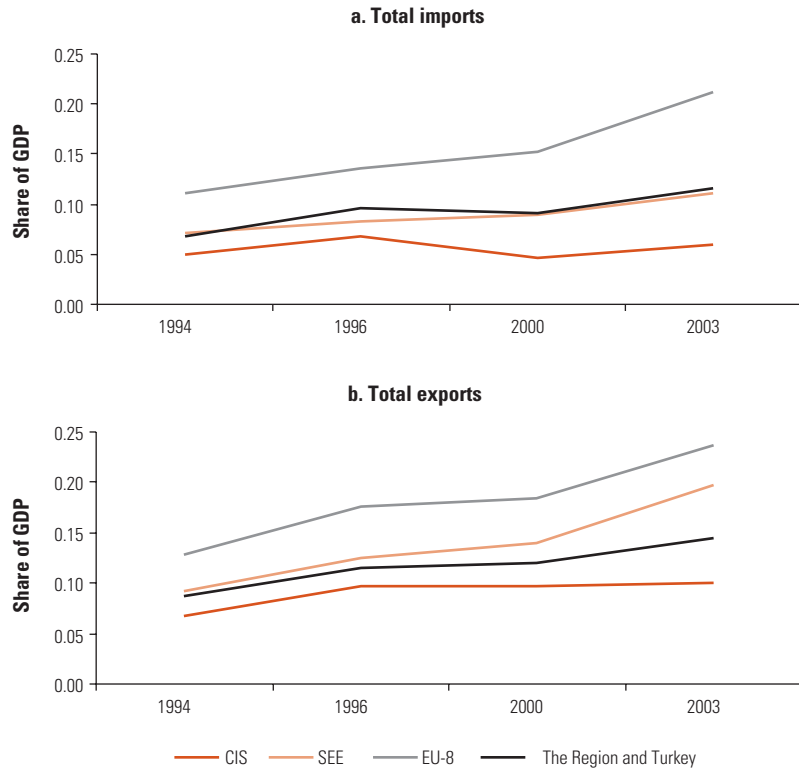 a. Total imports
Share of GDP
0.25
0.20
0.15
0.10
0.05
0.00
1994 1996 2000 2003
b. Total exports
Share of GDP
0.25
0.20
0.15
0.10
0.05
0.00
1994 1996 2000 2003
CIS SEE EU-8 The Region and Turkey